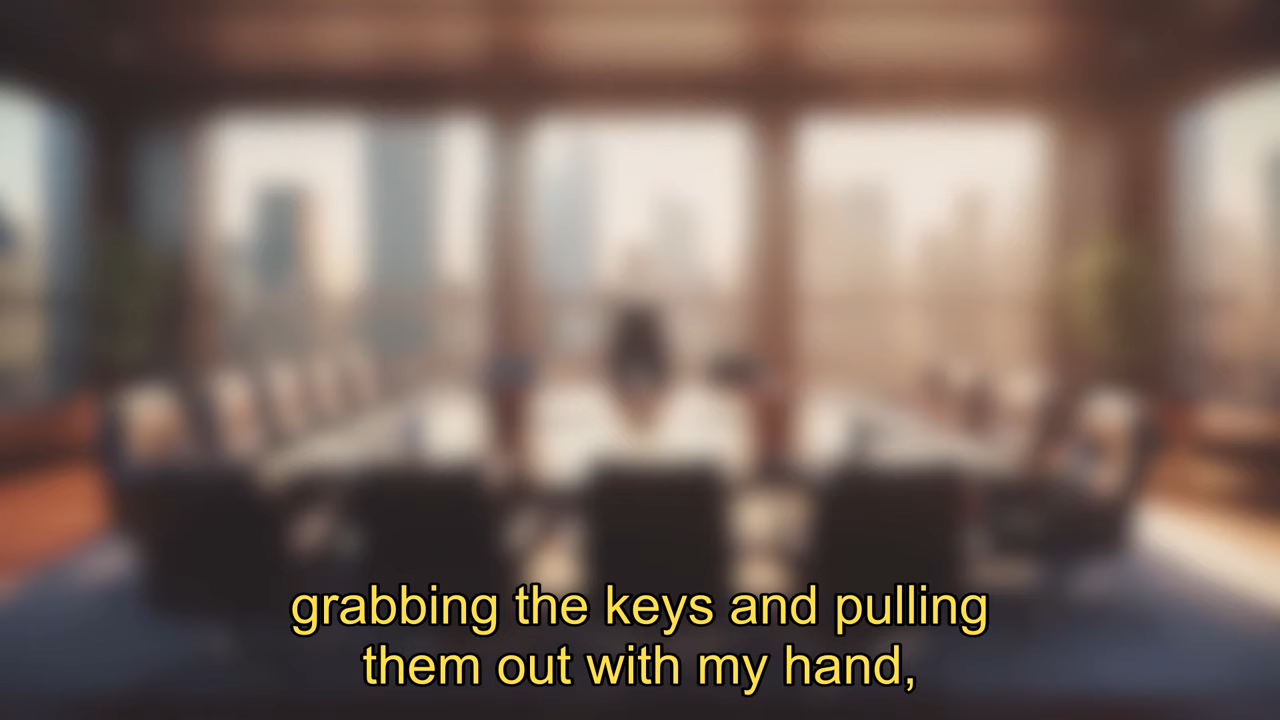 grabbing the keys and pulling
them out with my hand,